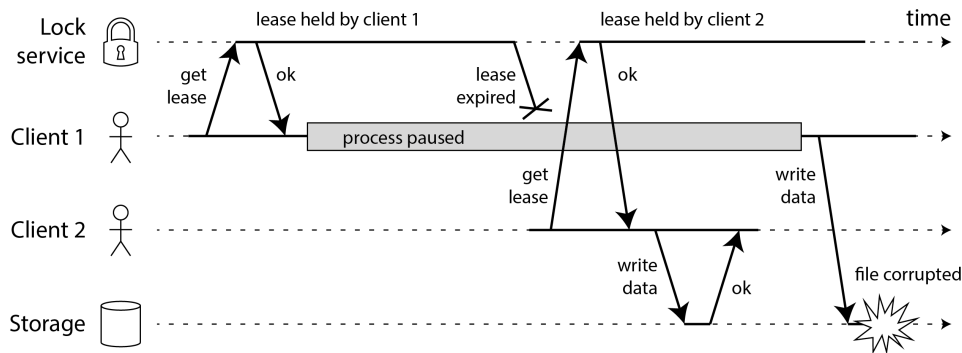 lease held by client 1
lease held by client 2
time
Lock
service
get
lease
ok
lease
expired
ok
Client 1
process paused
get
lease
write
data
Client 2
write
data
ok
file corrupted
Storage